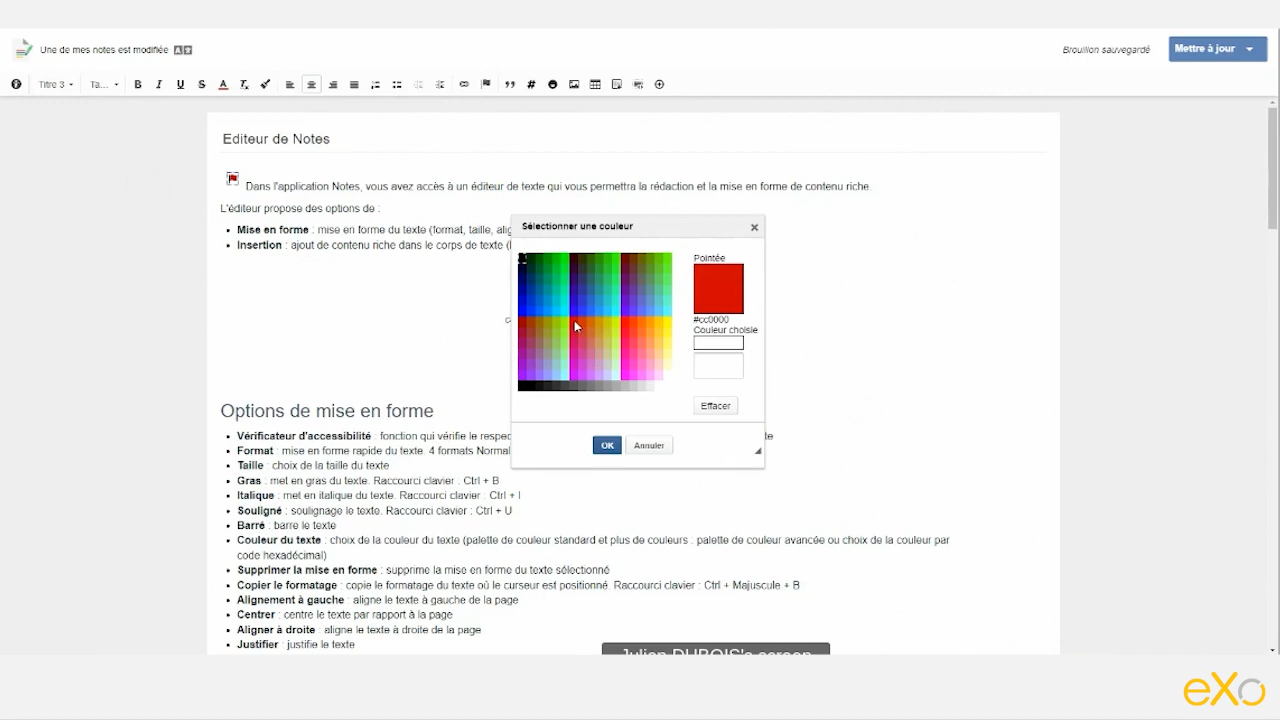 Une de mes notes est modifiée
Brouillon sauvegardé
Mettre à jour
Titre 3
Ta...
B I U S A
Editeur de Notes
Dans l'application Notes, vous avez accès à un éditeur de texte qui vous permettra la rédaction et la mise en forme de contenu riche.
L'éditeur propose des options de :
Mise en forme : mise en forme du texte (format, taille, alig
Insertion : ajout de contenu riche dans le corps de texte (
Sélectionner une couleur
Pointée
#cc0000
Couleur choisie
Effacer
OK
Annuler
Options de mise en forme
Vérificateur d'accessibilité : fonction qui vérifie le respec
Format : mise en forme rapide du texte 4 formats Normal
Taille : choix de la taille du texte
Gras : met en gras du texte. Raccourci clavier : Ctrl + B
Italique : met en italique du texte. Raccourci clavier : Ctrl + I
Souligné : soulignage le texte. Raccourci clavier : Ctrl + U
Barré : barre le texte
Couleur du texte : choix de la couleur du texte (palette de couleur standard et plus de couleurs : palette de couleur avancée ou choix de la couleur par
code hexadécimal)
Supprimer la mise en forme : supprime la mise en forme du texte sélectionné
Copier le formatage : copie le formatage du texte où le curseur est positionné. Raccourci clavier : Ctrl + Majuscule + B
Alignement à gauche : aligne le texte à gauche de la page
Centrer : centre le texte par rapport à la page
Aligner à droite : aligne le texte à droite de la page
Justifier : justifie le texte
Julien DUBOIS's screen
eXo